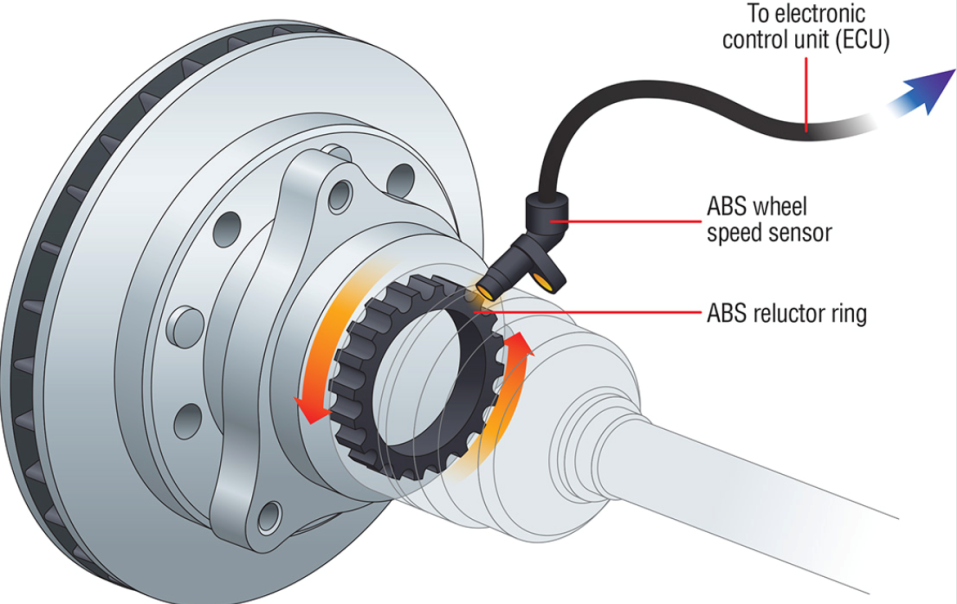 To electronic
control unit (ECU)
ABS wheel
speed sensor
ABS reluctor ring